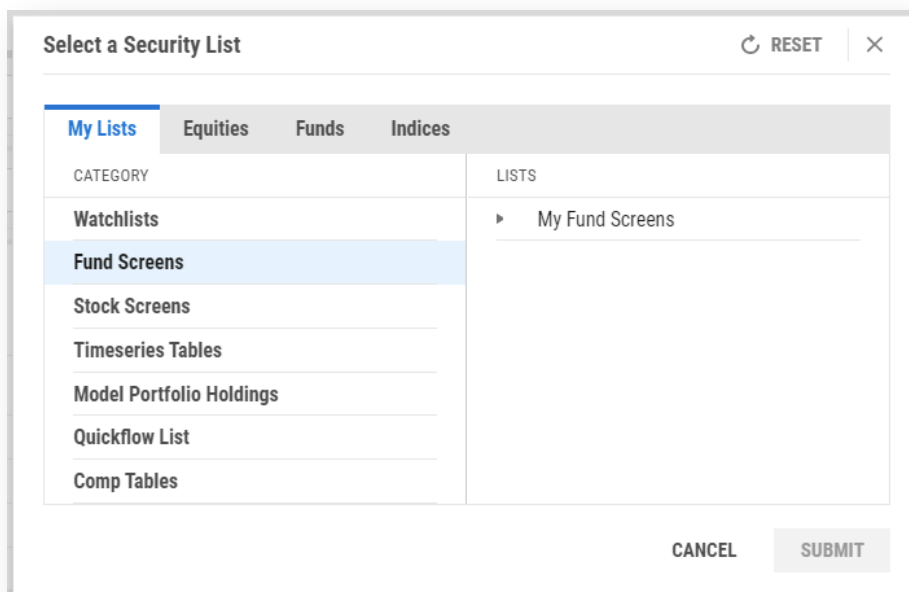 Select a Security List
RESET
My Lists Equities Funds Indices
CATEGORY
LISTS
Watchlists
My Fund Screens
Fund Screens
Stock Screens
Timeseries Tables
Model Portfolio Holdings
Quickflow List
Comp Tables
CANCEL
SUBMIT